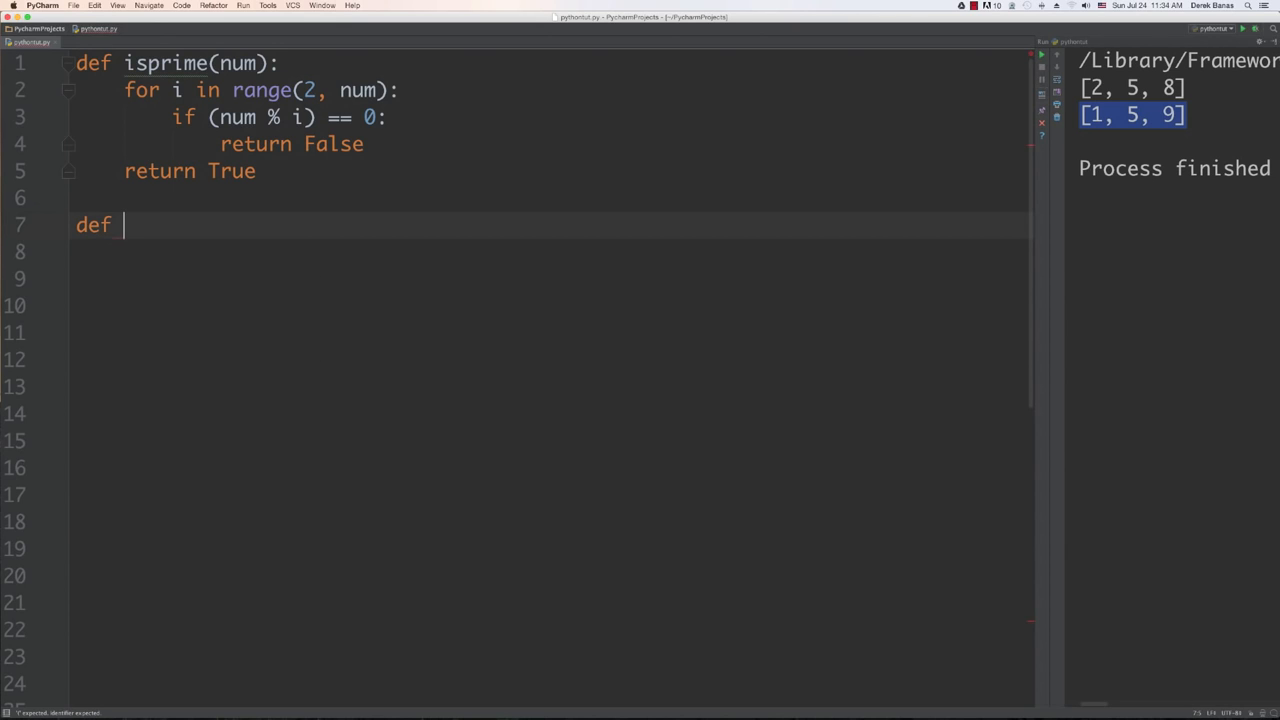 PyCharm File Edit View Navigate Code Refactor Run Tools VCS Window Help 10 Sun Jul 24 11:34 AM Derek Banas
pythontut.py - PycharmProjects - [~/PycharmProjects]
PycharmProjects pythontut.py pythontut
pythontut.py Run pythontut
1 def isprime(num):
2 for i in range(2, num):
3 if (num % i) == 0:
4 return False
5 return True
6
7 def
8
9
10
11
12
13
14
15
16
17
18
19
20
21
22
23
24
/Library/Framewor
[2, 5, 8]
[1, 5, 9]
Process finished
'(' expected. Identifier expected. 7:5 LF÷ UTF-8÷